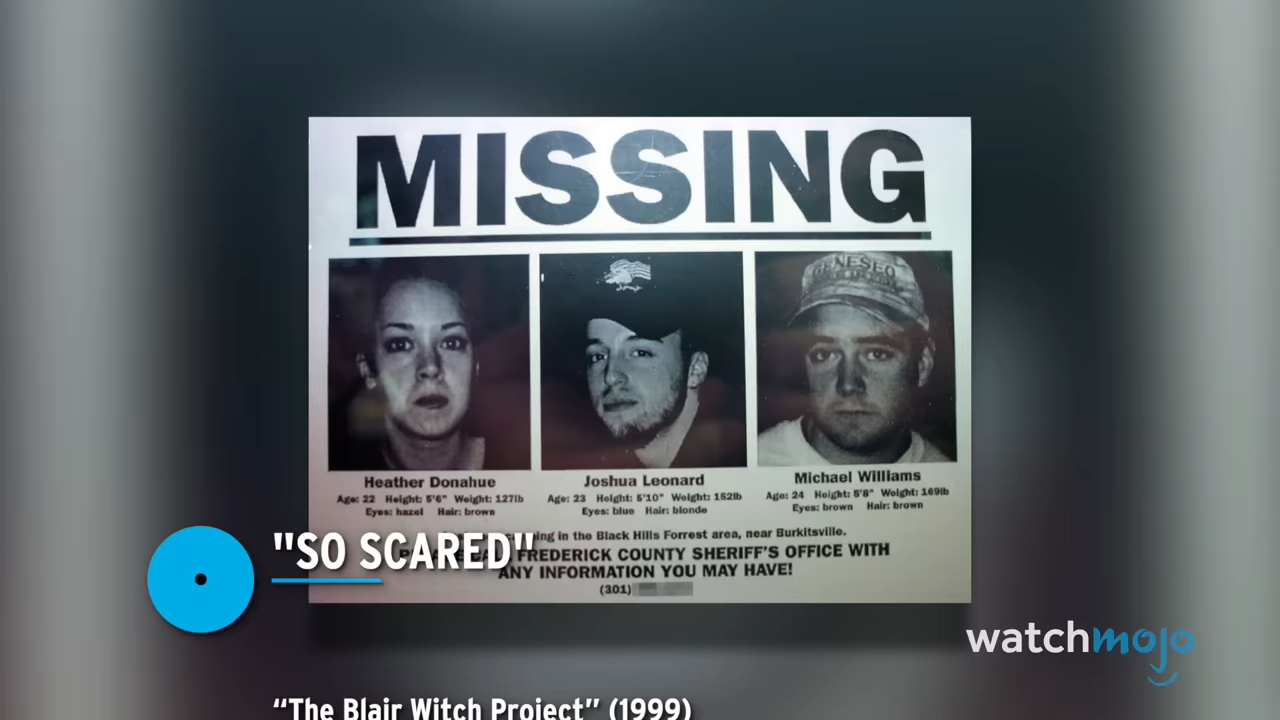 MISSING
Heather Donahue
Age: 22 Height: 5'6" Weight: 127lb
Eyes: hazel Hair: brown
Joshua Leonard
Age: 23 Height: 5'10" Weight: 152lb
Eyes: blue Hair: blonde
Michael Williams
Age: 24 Height: 5'8" Weight: 169lb
Eyes: brown Hair: brown
in the Black Hills Forrest area, near Burkitsville.
FREDERICK COUNTY SHERIFF'S OFFICE WITH
ANY INFORMATION YOU MAY HAVE!
(301)
"SO SCARED"
watchmojo
“The Blair Witch Project” (1999)